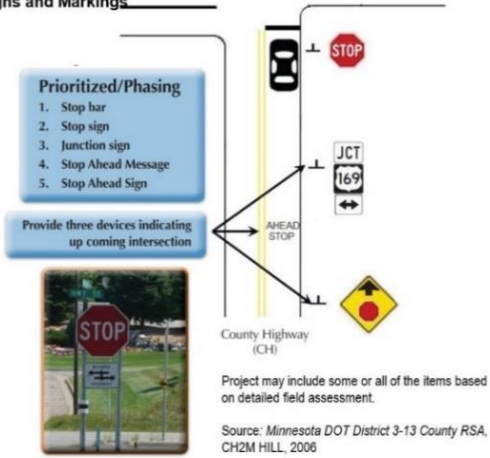 gns and Markings
Prioritized/Phasing
1. Stop bar
2. Stop sign
3. Junction sign
4. Stop Ahead Message
5. Stop Ahead Sign
Provide three devices indicating
up coming intersection
STOP
JCT
169
AHEAD
STOP
County Highway
(CH)
STOP
Project may include some or all of the items based
on detailed field assessment.
Source: Minnesota DOT District 3-13 County RSA,
CH2M HILL, 2006